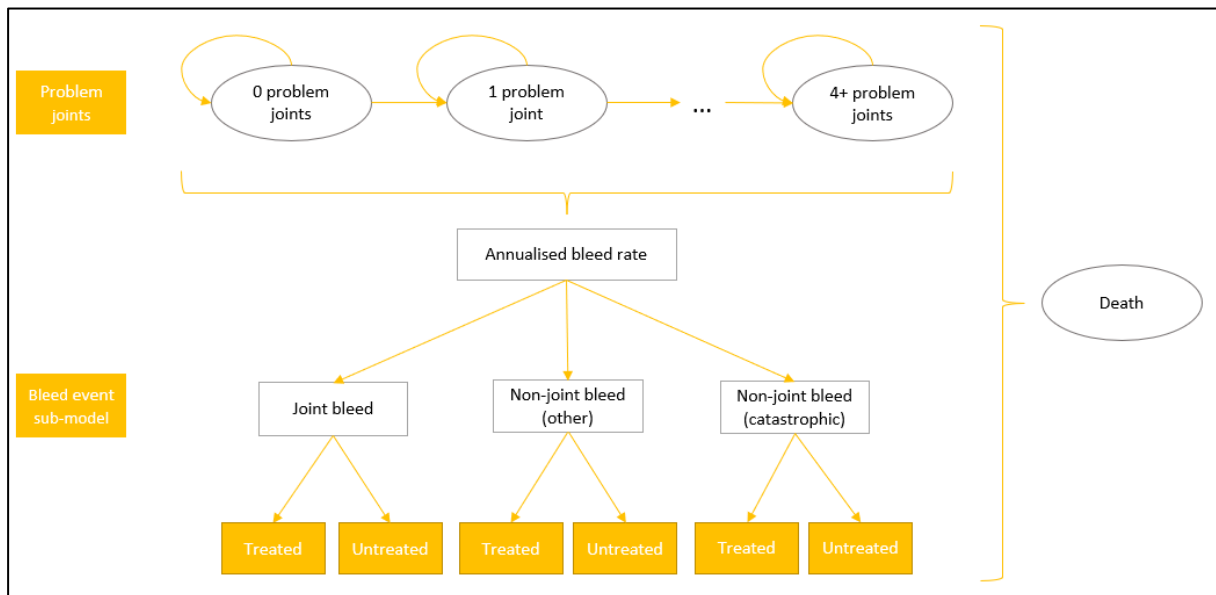 Problem
joints
0 problem
joints
1 problem
joint
...
4+ problem
joints
Annualised bleed rate
Death
Bleed event
sub-model
Joint bleed
Non-joint bleed
(other)
Non-joint bleed
(catastrophic)
Treated
Untreated
Treated
Untreated
Treated
Untreated